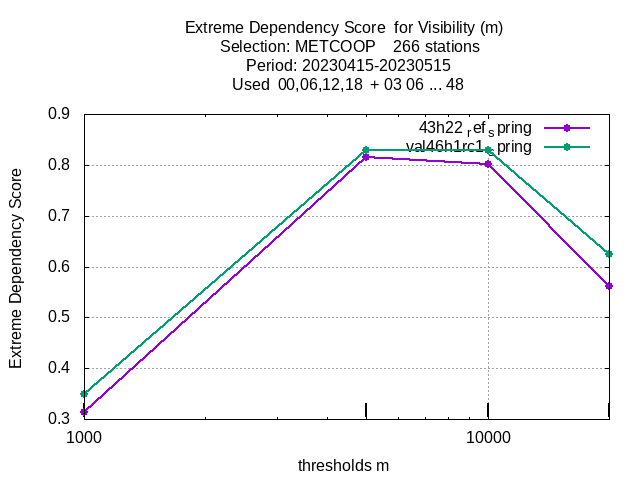 Extreme Dependency Score for Visibility (m)
Selection: METCOOP 266 stations
Period: 20230415-20230515
Used 00,06,12,18 + 03 06 ... 48
Extreme Dependency Score
0.9
0.8
0.7
0.6
0.5
0.4
0.3
43h22 ref spring
val46h1rc1 spring
1000
10000
thresholds m